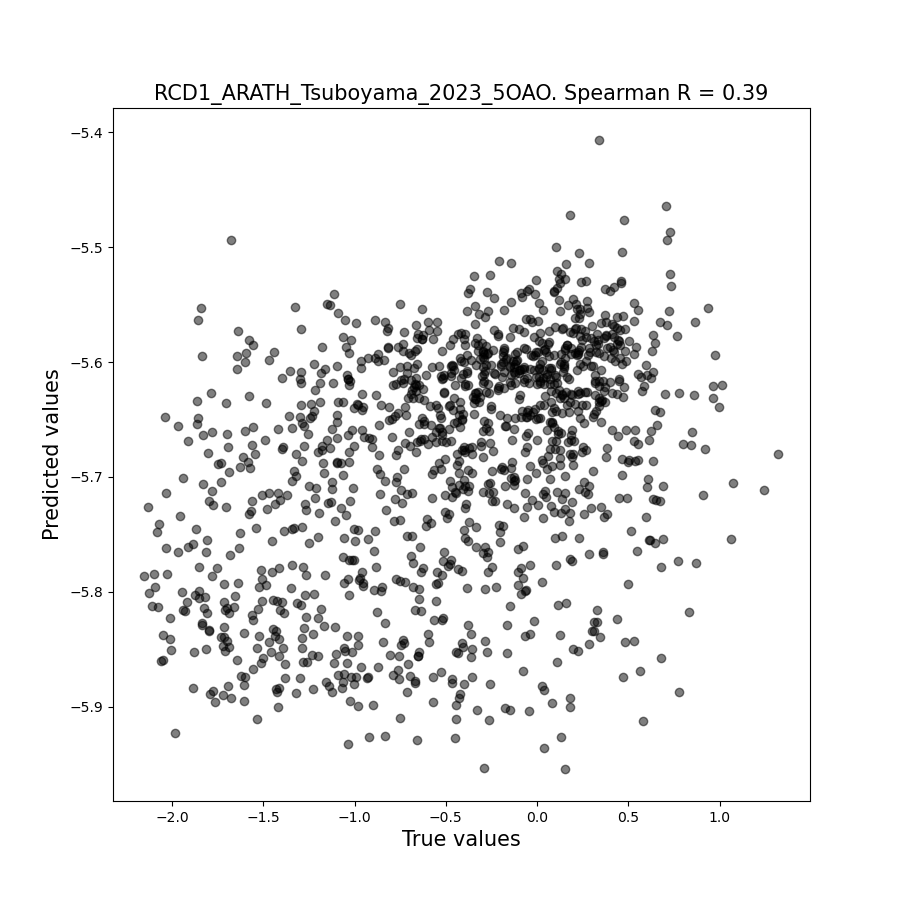 RCD1_ARATH_Tsuboyama_2023_5OAO. Spearman R = 0.39
−5.4
−5.5
−5.6
−5.7
−5.8
−5.9
Predicted values
−2.0 −1.5 −1.0 −0.5 0.0 0.5 1.0
True values